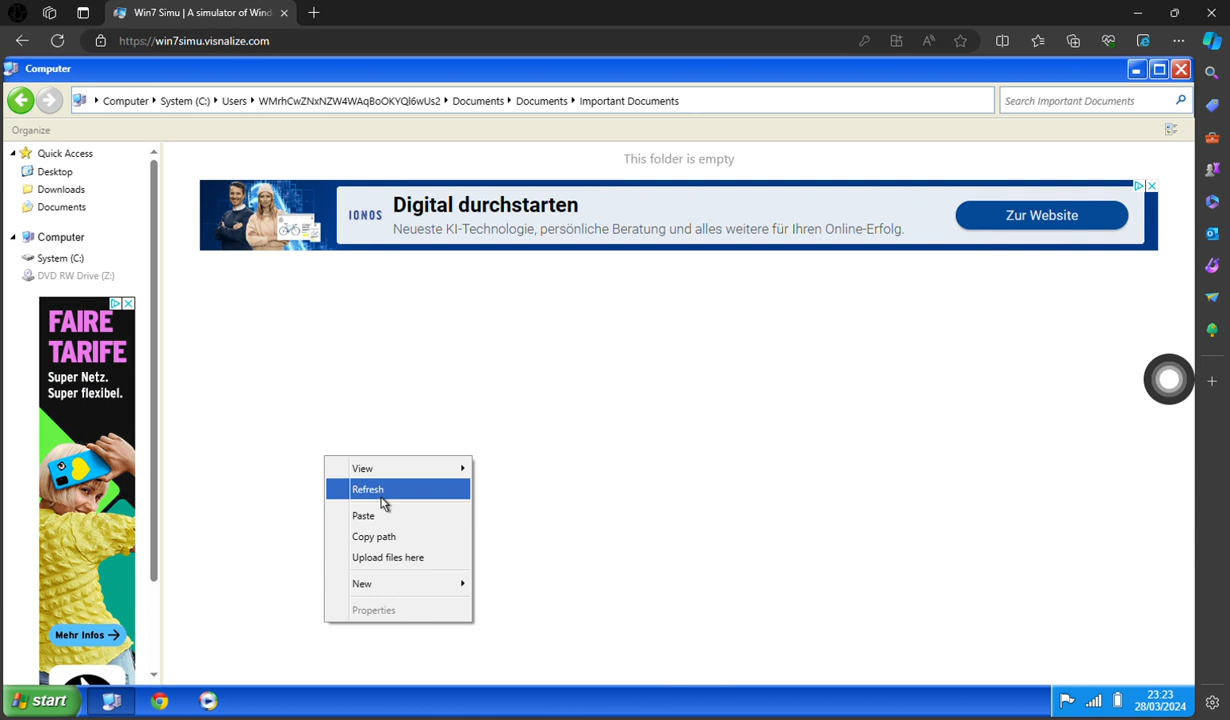 Win7 Simu | A simulator of Wind
https://win7simu.visnalize.com
Computer
Computer System (C:) Users WMrhCwZNxNZW4WAqBoOKYQl6wUs2 Documents Documents Important Documents
Search Important Documents
Organize
Quick Access
Desktop
Downloads
Documents
Computer
System (C:)
DVD RW Drive (Z:)
This folder is empty
IONOS
Digital durchstarten
Neueste KI-Technologie, persönliche Beratung und alles weitere für Ihren Online-Erfolg.
Zur Website
FAIRE
TARIFE
Super Netz.
Super flexibel.
Mehr Infos →
View
Refresh
Paste
Copy path
Upload files here
New
Properties
start
23:23
28/03/2024